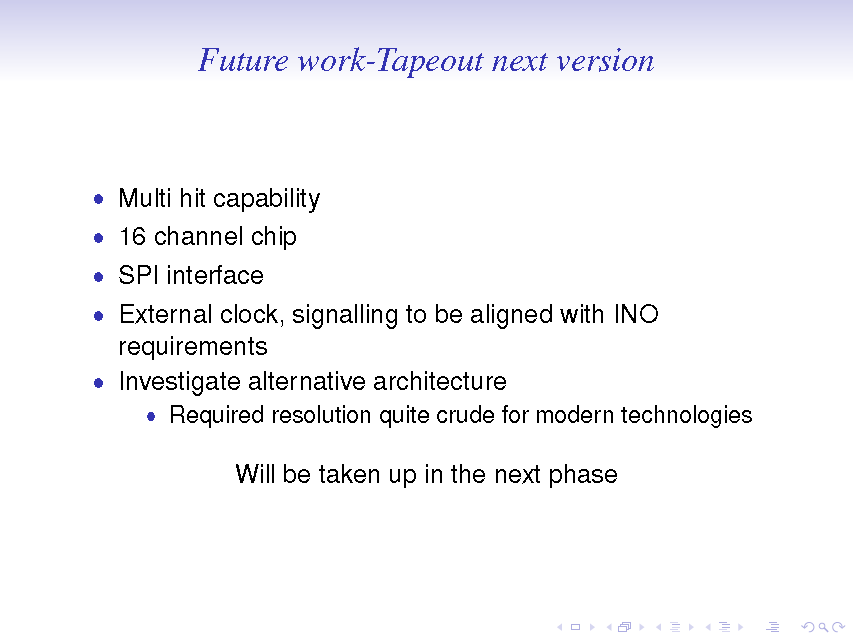 Future work-Tapeout next version
• Multi hit capability
• 16 channel chip
• SPI interface
• External clock, signalling to be aligned with INO
requirements
• Investigate alternative architecture
• Required resolution quite crude for modern technologies
Will be taken up in the next phase